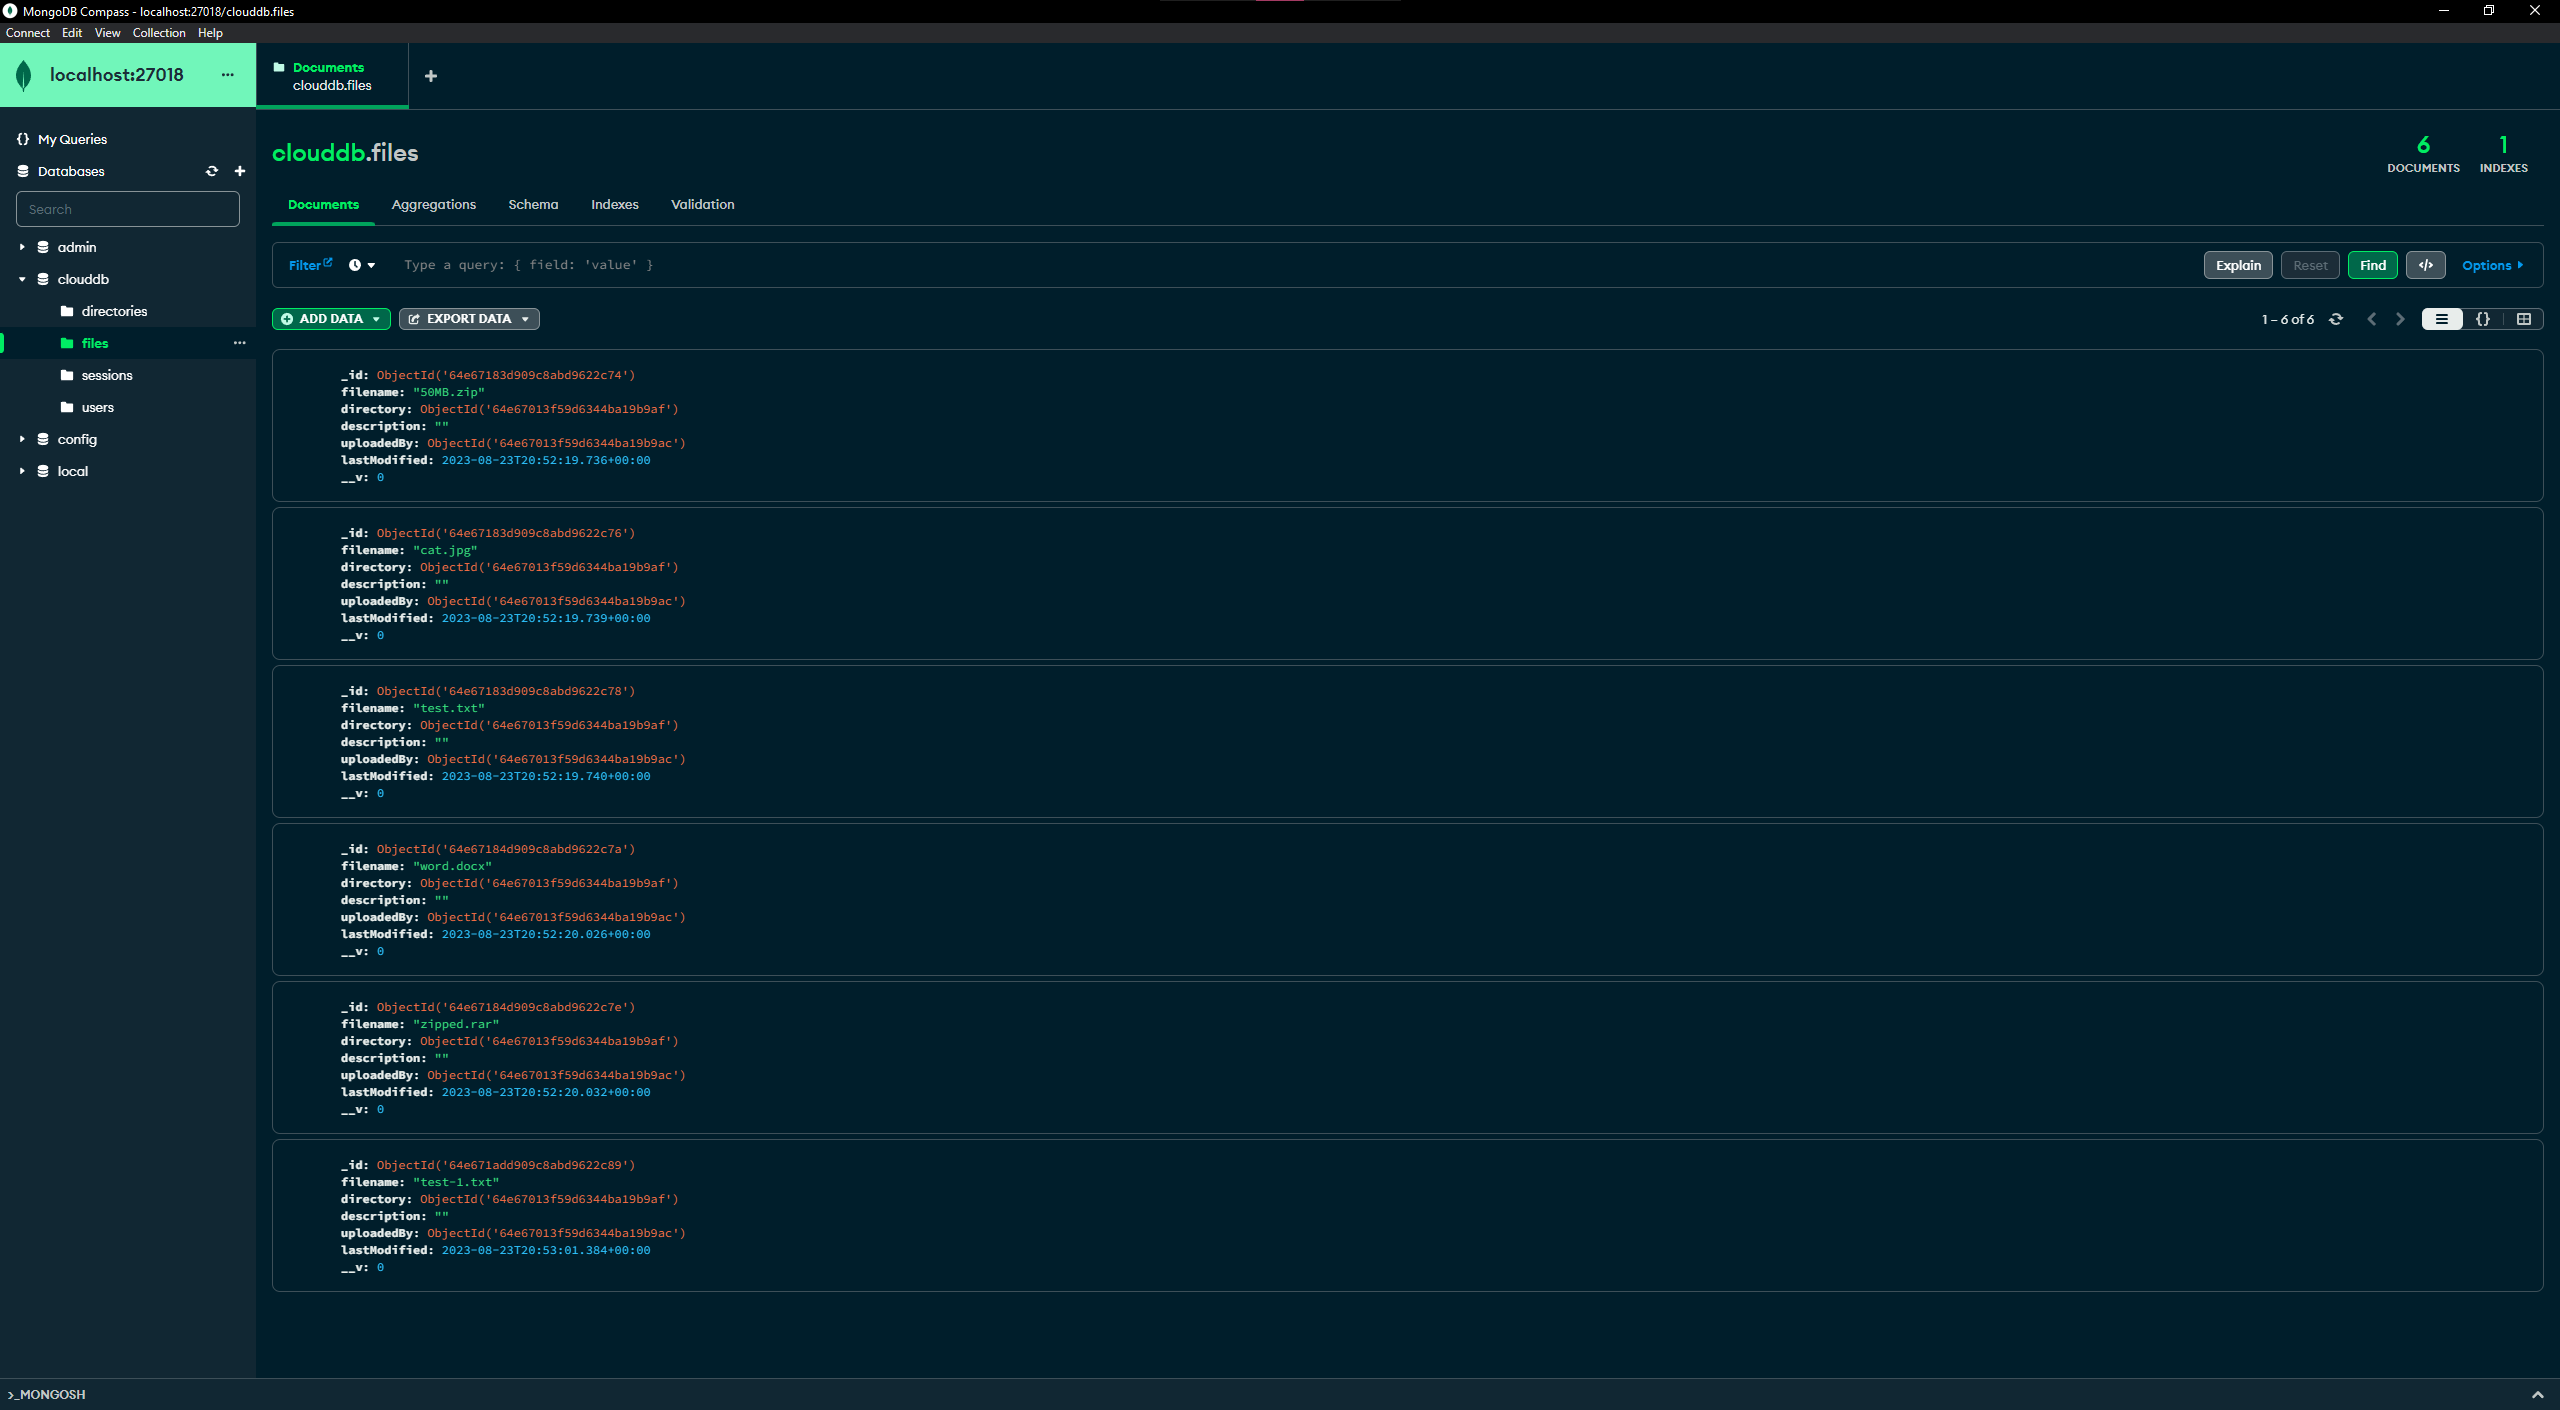 MongoDB Compass - localhost:27018/clouddb.files
Connect Edit View Collection Help
localhost:27018
Documents
clouddb.files
My Queries
Databases
Search
admin
clouddb
directories
files
sessions
users
config
local
clouddb.files
6
DOCUMENTS
1
INDEXES
Documents Aggregations Schema Indexes Validation
Filter Type a query: { field: 'value' } Explain Reset Find </> Options
ADD DATA EXPORT DATA 1 – 6 of 6 {}
_id: ObjectId('64e67183d909c8abd9622c74')
filename: "50MB.zip"
directory: ObjectId('64e67013f59d6344ba19b9af')
description: ""
uploadedBy: ObjectId('64e67013f59d6344ba19b9ac')
lastModified: 2023-08-23T20:52:19.736+00:00
__v: 0
_id: ObjectId('64e67183d909c8abd9622c76')
filename: "cat.jpg"
directory: ObjectId('64e67013f59d6344ba19b9af')
description: ""
uploadedBy: ObjectId('64e67013f59d6344ba19b9ac')
lastModified: 2023-08-23T20:52:19.739+00:00
__v: 0
_id: ObjectId('64e67183d909c8abd9622c78')
filename: "test.txt"
directory: ObjectId('64e67013f59d6344ba19b9af')
description: ""
uploadedBy: ObjectId('64e67013f59d6344ba19b9ac')
lastModified: 2023-08-23T20:52:19.740+00:00
__v: 0
_id: ObjectId('64e67184d909c8abd9622c7a')
filename: "word.docx"
directory: ObjectId('64e67013f59d6344ba19b9af')
description: ""
uploadedBy: ObjectId('64e67013f59d6344ba19b9ac')
lastModified: 2023-08-23T20:52:20.026+00:00
__v: 0
_id: ObjectId('64e67184d909c8abd9622c7e')
filename: "zipped.rar"
directory: ObjectId('64e67013f59d6344ba19b9af')
description: ""
uploadedBy: ObjectId('64e67013f59d6344ba19b9ac')
lastModified: 2023-08-23T20:52:20.032+00:00
__v: 0
_id: ObjectId('64e671add909c8abd9622c89')
filename: "test-1.txt"
directory: ObjectId('64e67013f59d6344ba19b9af')
description: ""
uploadedBy: ObjectId('64e67013f59d6344ba19b9ac')
lastModified: 2023-08-23T20:53:01.384+00:00
__v: 0
>_MONGOSH